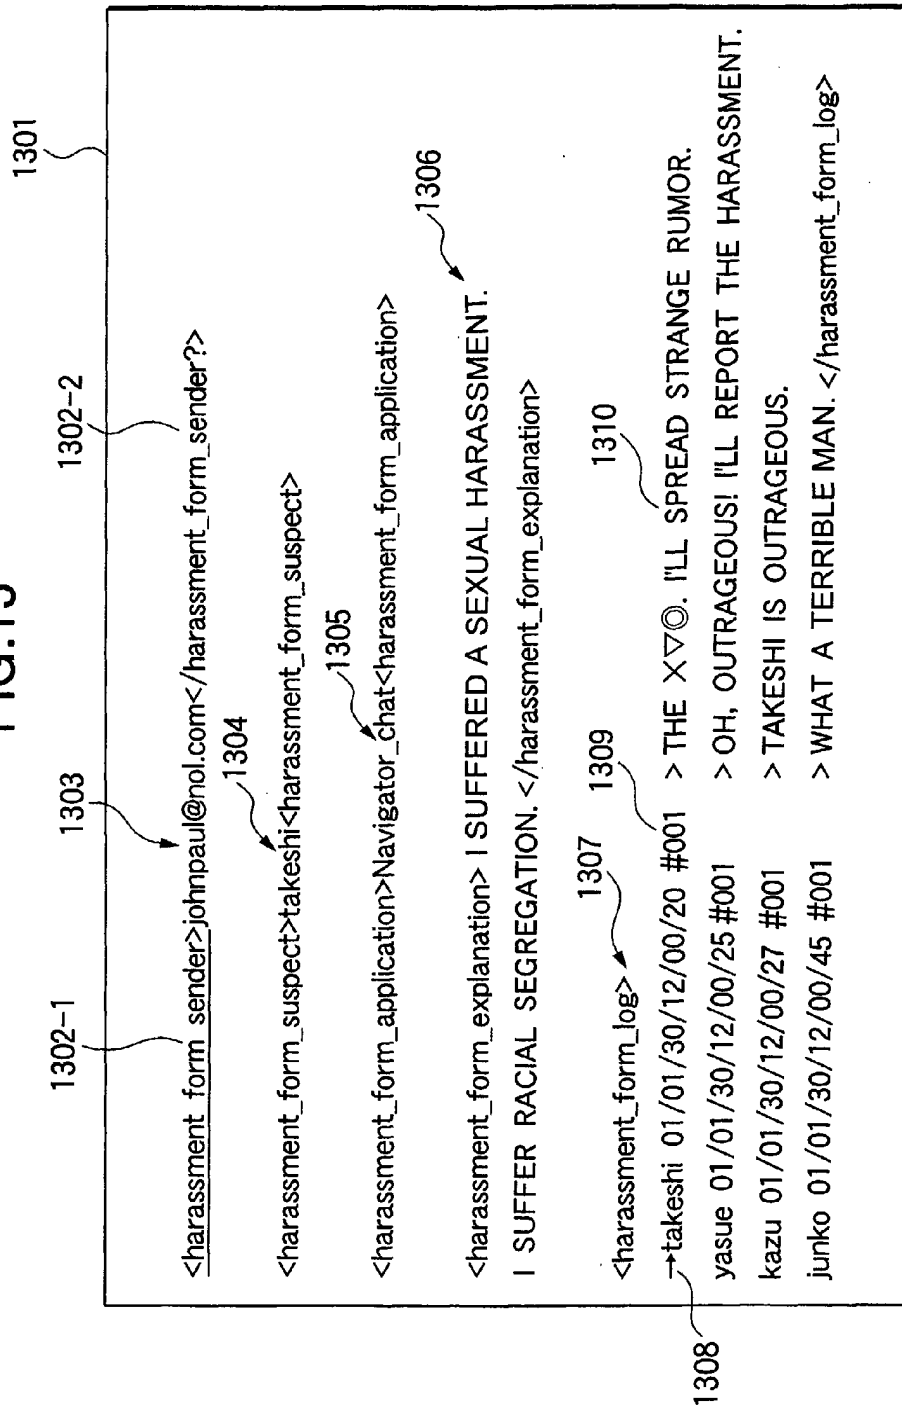 FIG.13
1301
1302-1
1303
1302-2
<harassment form sender>johnpaul@nol.com</harassment_form_sender?>
1304
<harassment_form_suspect>takeshi<harassment_form_suspect>
1305
<harassment_form_application>Navigator_chat<harassment_form_application>
1306
<harassment_form_explanation> I SUFFERED A SEXUAL HARASSMENT.
I SUFFER RACIAL SEGREGATION. </harassment_form_explanation>
1307
1309
1310
<harassment_form_log>
→takeshi 01/01/30/12/00/20 #001 > THE X▽◎. I'LL SPREAD STRANGE RUMOR.
yasue 01/01/30/12/00/25 #001 > OH, OUTRAGEOUS! I'LL REPORT THE HARASSMENT.
kazu 01/01/30/12/00/27 #001 > TAKESHI IS OUTRAGEOUS.
junko 01/01/30/12/00/45 #001 > WHAT A TERRIBLE MAN. </harassment_form_log>
1308